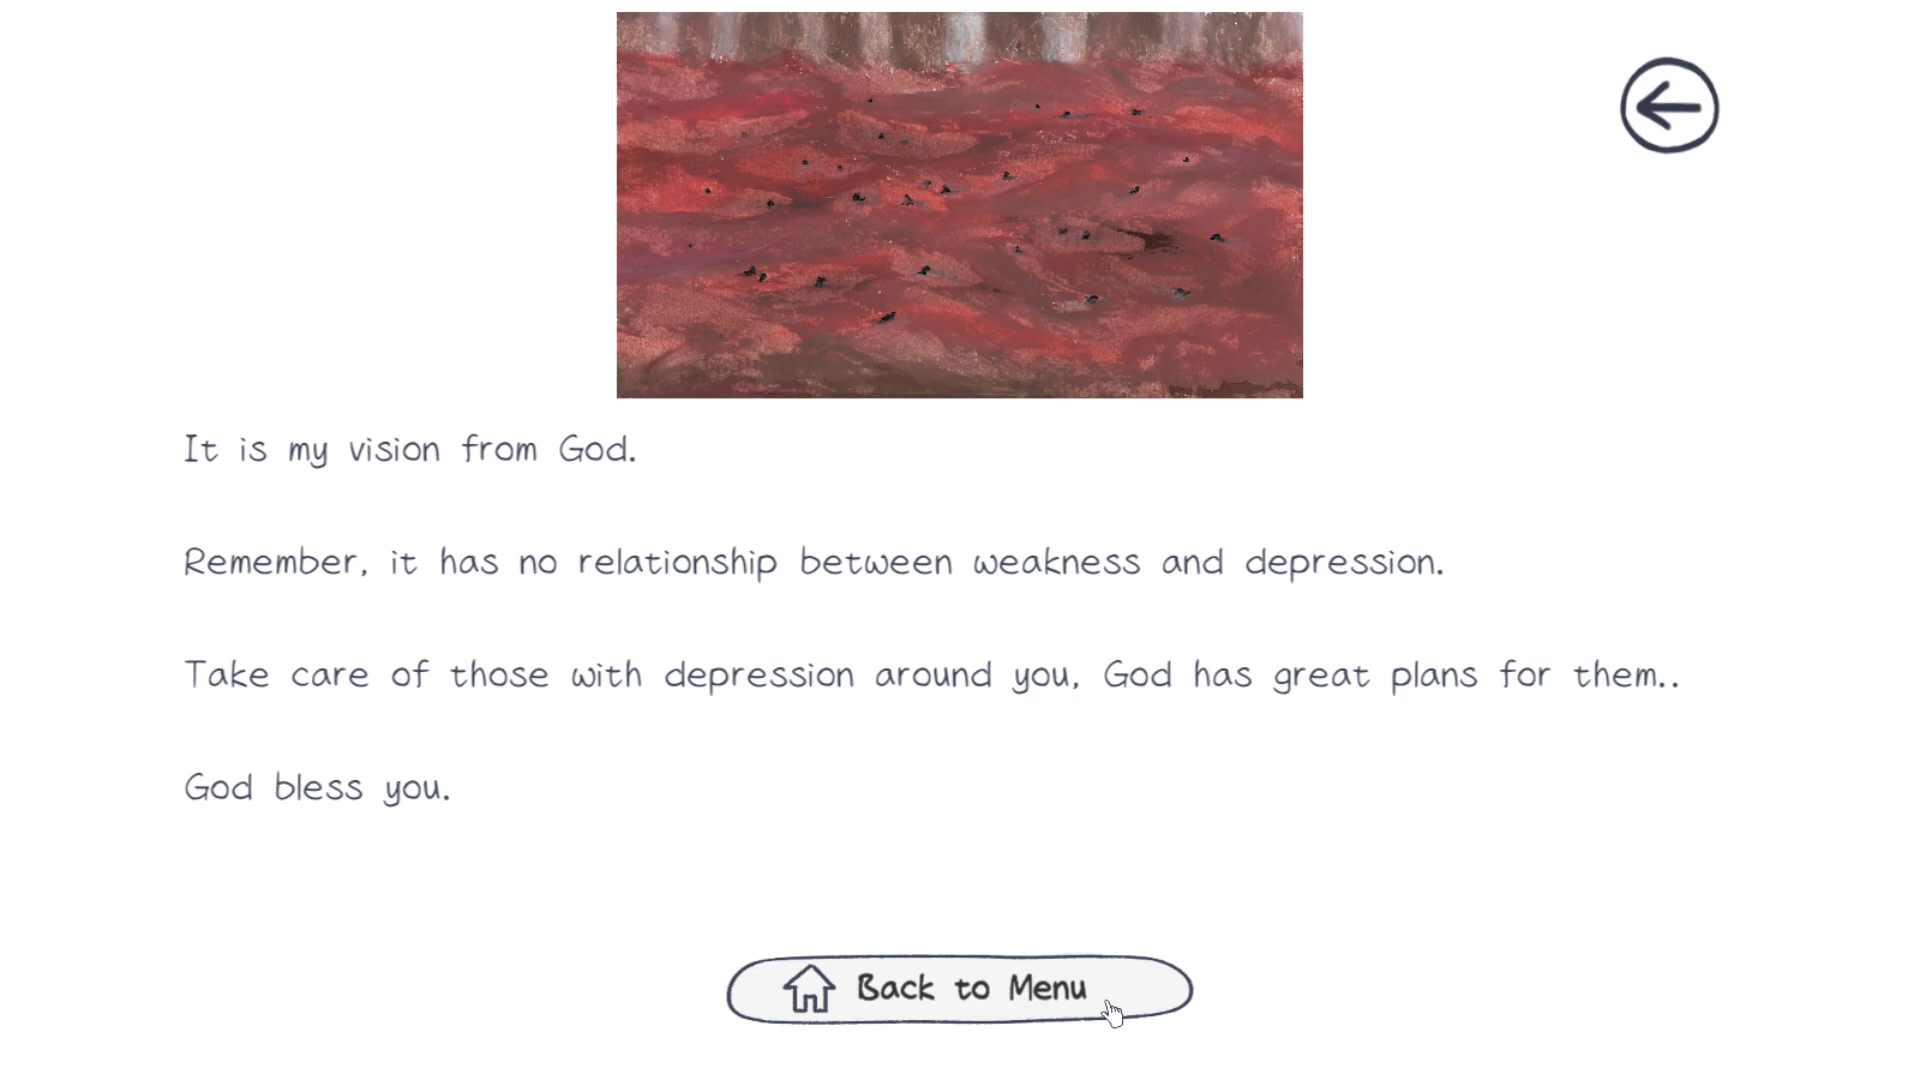 It is my vision from God.
Remember, it has no relationship between weakness and depression.
Take care of those with depression around you, God has great plans for them..
God bless you.
Back to Menu